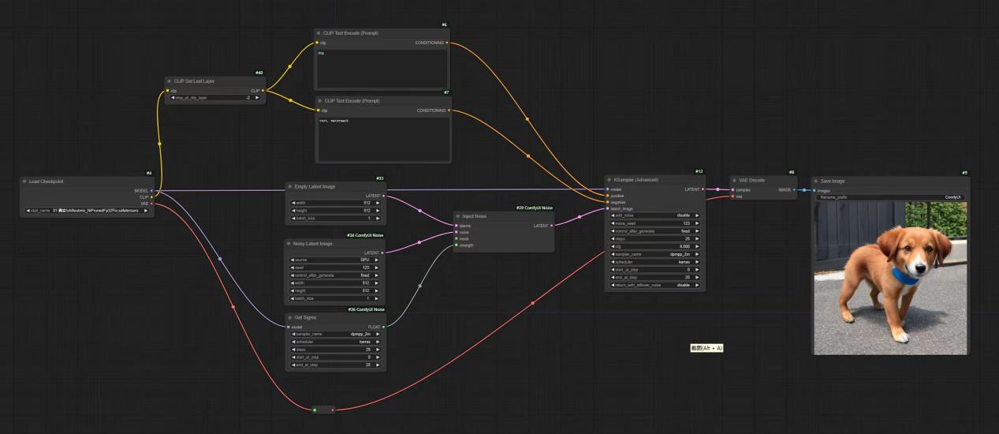 #6
CLIP Text Encode (Prompt)
clip CONDITIONING
dog
#40
CLIP Set Last Layer
clip CLIP
stop_at_clip_layer -2
#7
CLIP Text Encode (Prompt)
clip CONDITIONING
text, watermark
#4
Load Checkpoint
MODEL
CLIP
VAE
ckpt_name
#33
Empty Latent Image
LATENT
width 512
height 512
batch_size 1
#34 ComfyUI Noise
Noisy Latent Image
LATENT
source GPU
seed 123
control_after_generate fixed
width 512
height 512
batch_size 1
#36 ComfyUI Noise
Get Sigma
model FLOAT
sampler_name dpmpp_2m
scheduler karras
steps 25
start_at_step 0
end_at_step 25
#39 ComfyUI Noise
Inject Noise
latents LATENT
noise
mask
strength
#12
KSampler (Advanced)
model LATENT
positive
negative
latent_image
add_noise disable
noise_seed 123
control_after_generate fixed
steps 25
cfg 8.000
sampler_name dpmpp_2m
scheduler karras
start_at_step 0
end_at_step 25
return_with_leftover_noise disable
#8
VAE Decode
samples IMAGE
vae
#9
Save Image
images
filename_prefix ComfyUI
截图(Alt + A)